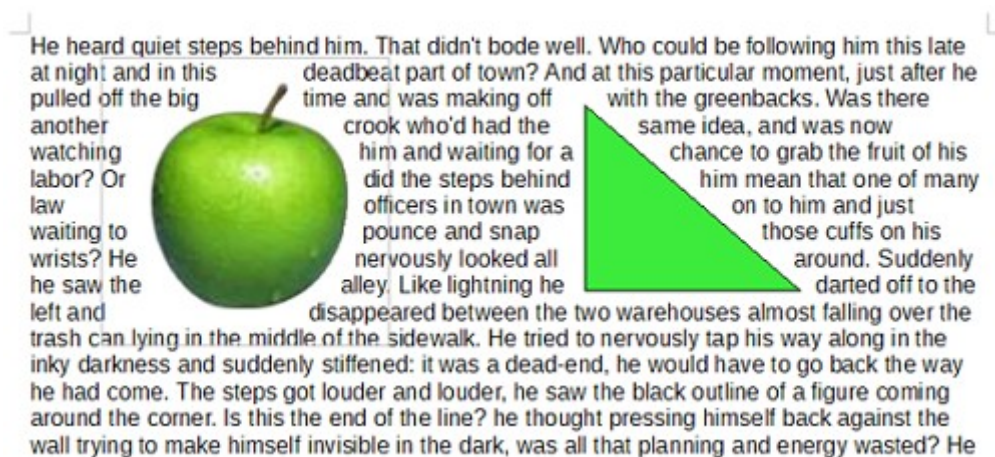 He heard quiet steps behind him. That didn't bode well. Who could be following him this late
at night and in this deadbeat part of town? And at this particular moment, just after he
pulled off the big time and was making off with the greenbacks. Was there
another crook who'd had the same idea, and was now
watching him and waiting for a chance to grab the fruit of his
labor? Or did the steps behind him mean that one of many
law officers in town was on to him and just
waiting to pounce and snap those cuffs on his
wrists? He nervously looked all around. Suddenly
he saw the alley. Like lightning he darted off to the
left and disappeared between the two warehouses almost falling over the
trash can lying in the middle of the sidewalk. He tried to nervously tap his way along in the
inky darkness and suddenly stiffened: it was a dead-end, he would have to go back the way
he had come. The steps got louder and louder, he saw the black outline of a figure coming
around the corner. Is this the end of the line? he thought pressing himself back against the
wall trying to make himself invisible in the dark, was all that planning and energy wasted? He